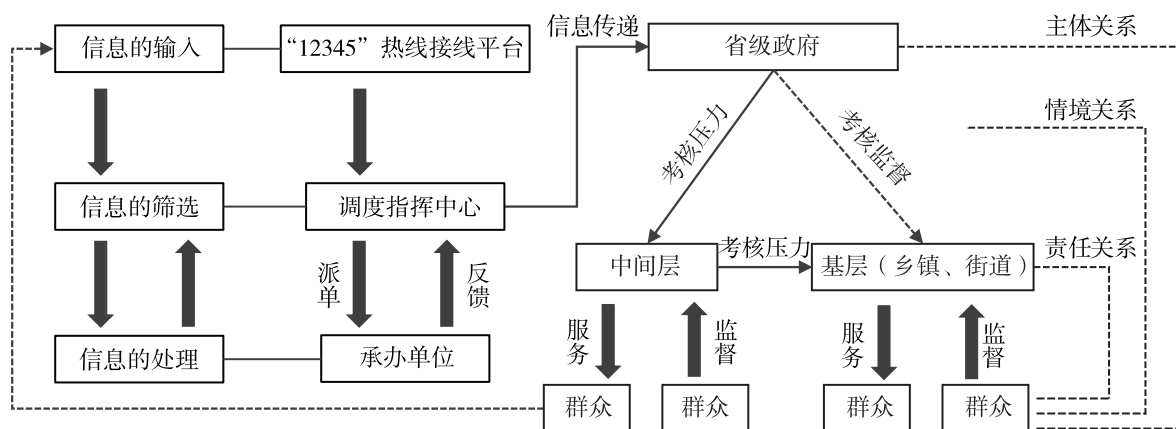 信息的输入
“12345”热线接线平台
信息传递
省级政府
主体关系
情境关系
考核压力
考核监督
信息的筛选
调度指挥中心
派单
反馈
中间层
考核压力
基层（乡镇、街道）
责任关系
服务
监督
服务
监督
信息的处理
承办单位
群众
群众
群众
群众